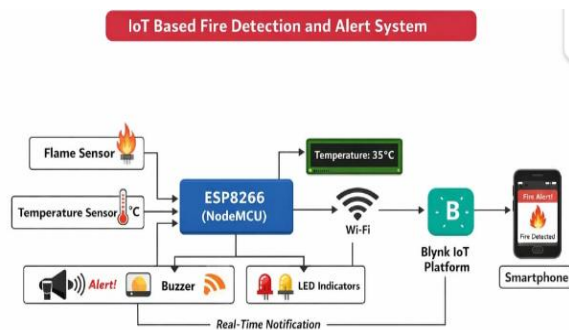 IoT Based Fire Detection and Alert System
Flame Sensor
Temperature Sensor
°C
ESP8266
(NodeMCU)
Temperature: 35°C
Wi-Fi
B
Blynk IoT
Platform
Fire Alert!
Fire Detected
Smartphone
Alert!
Buzzer
LED Indicators
Real-Time Notification